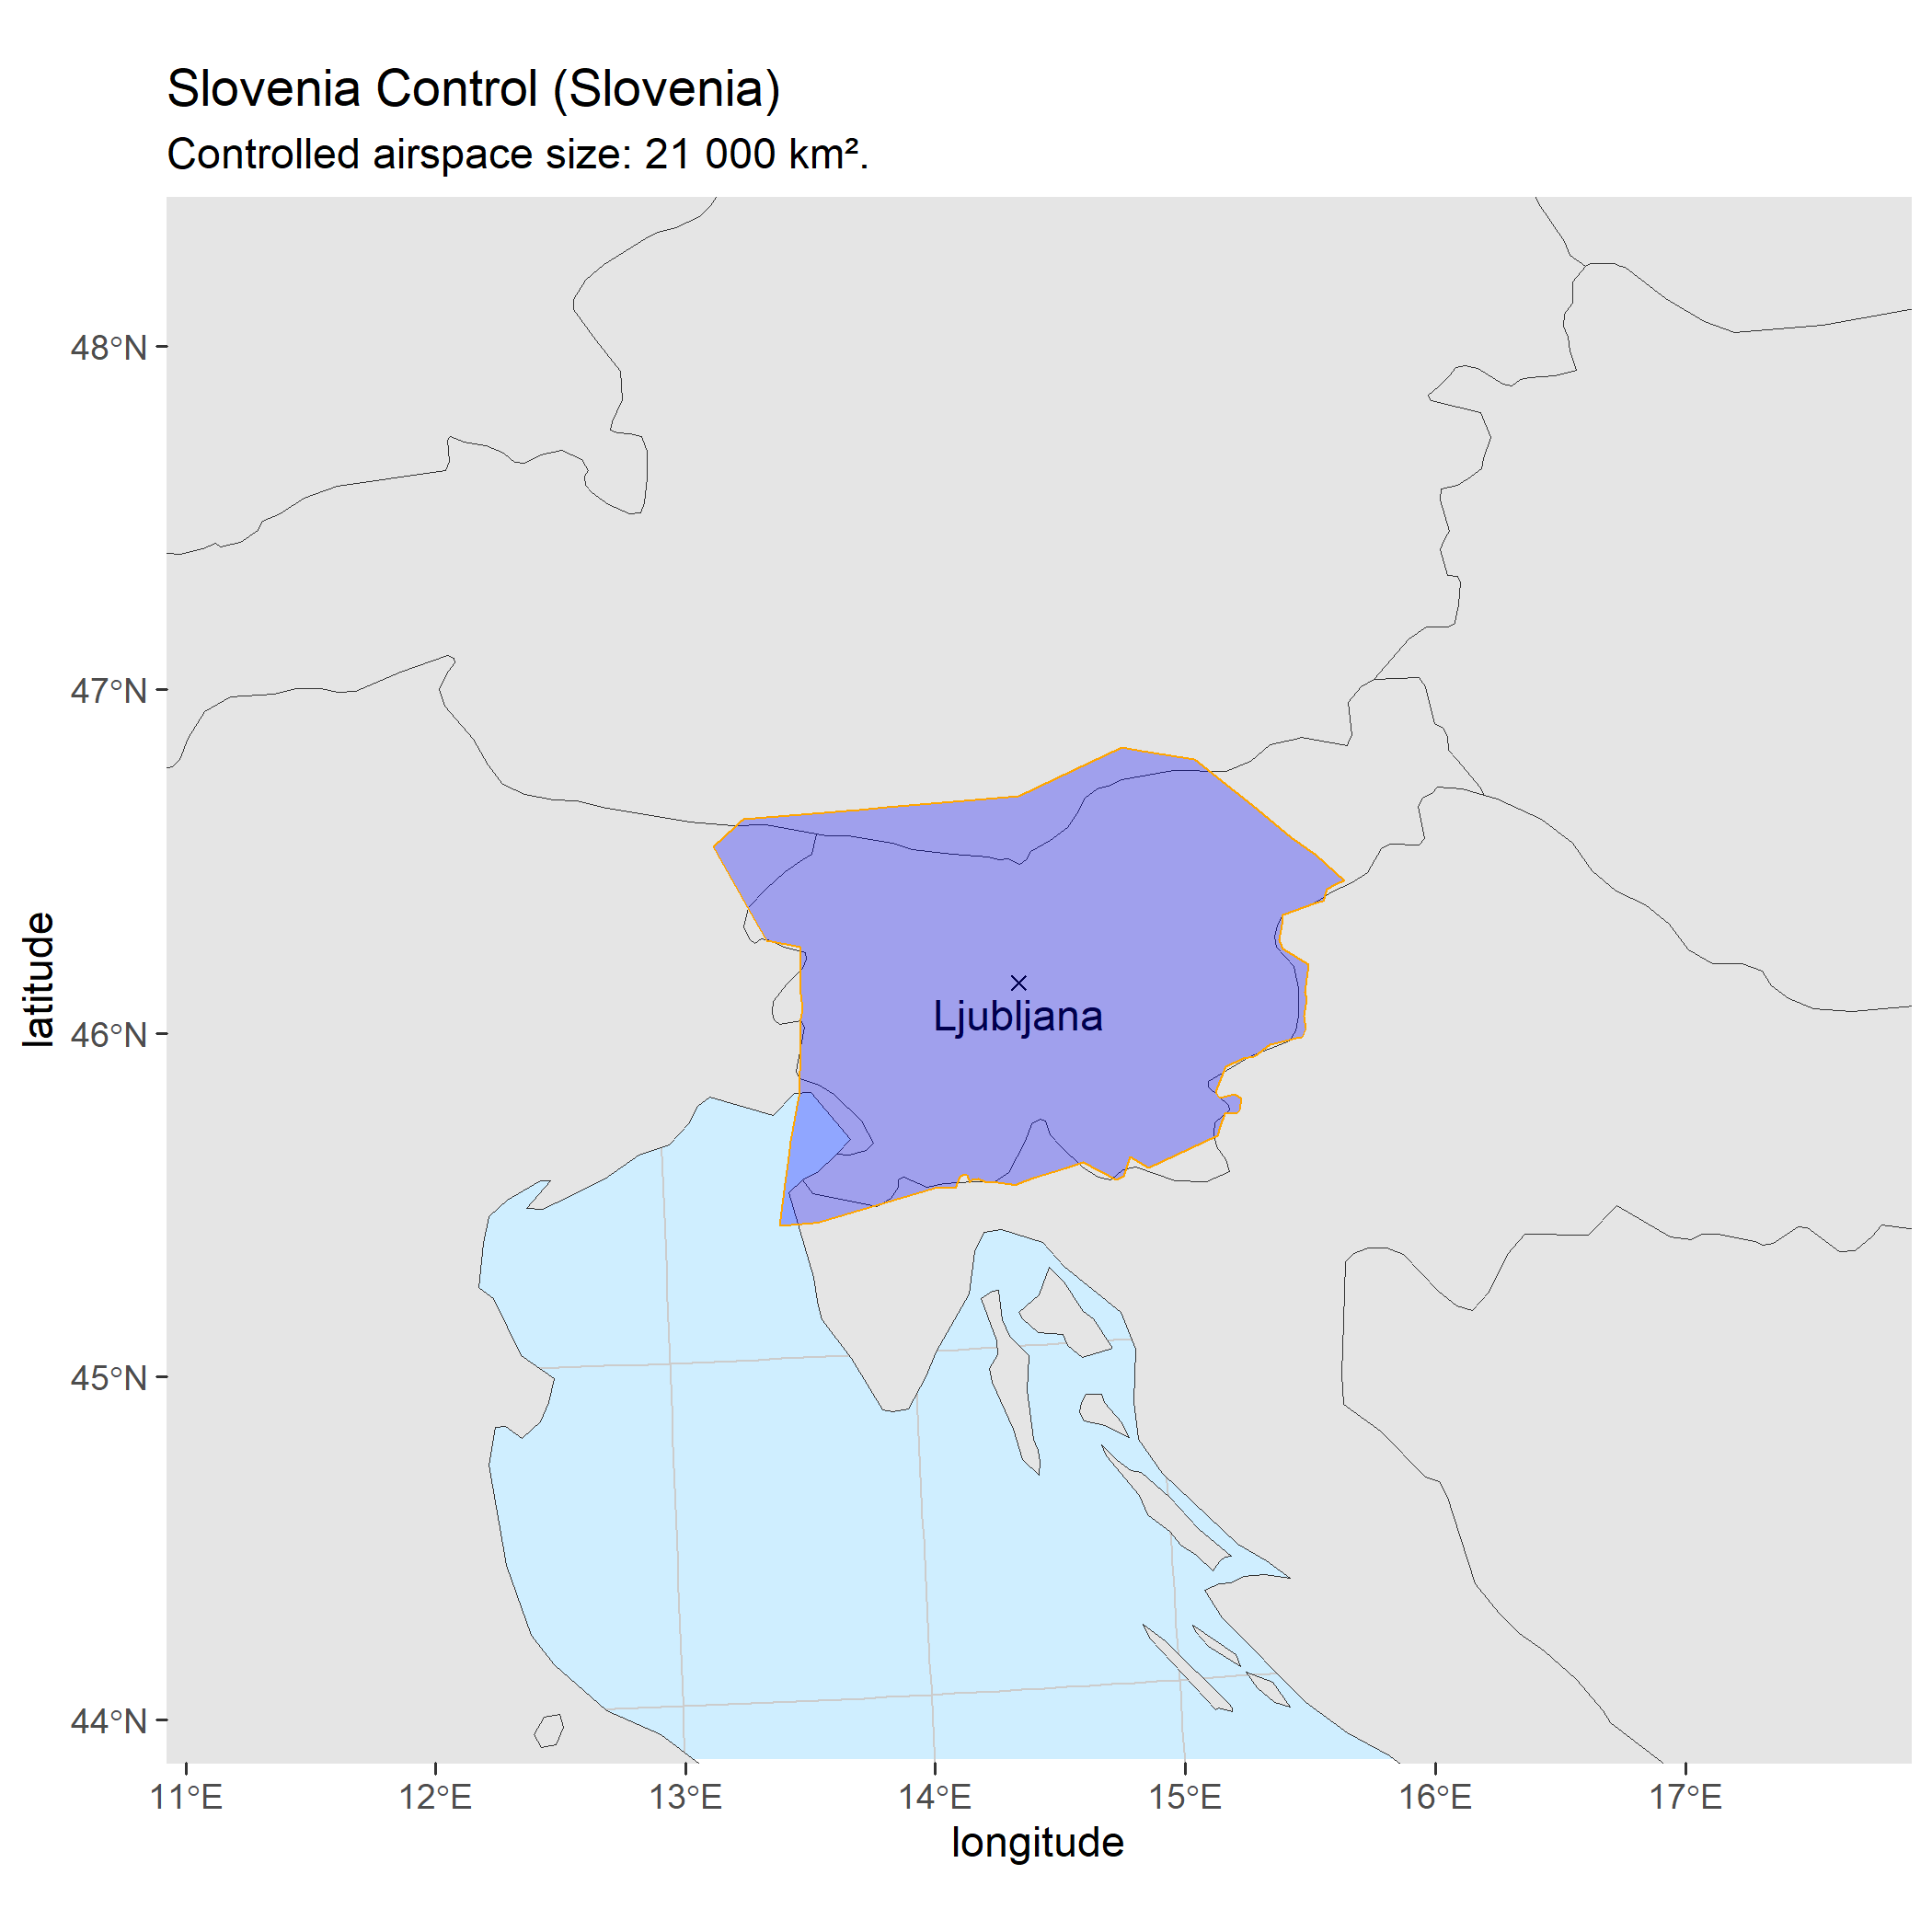 Slovenia Control (Slovenia)
Controlled airspace size: 21 000 km².
48°N
47°N
46°N
45°N
44°N
latitude
Ljubljana
11°E
12°E
13°E
14°E
15°E
16°E
17°E
longitude